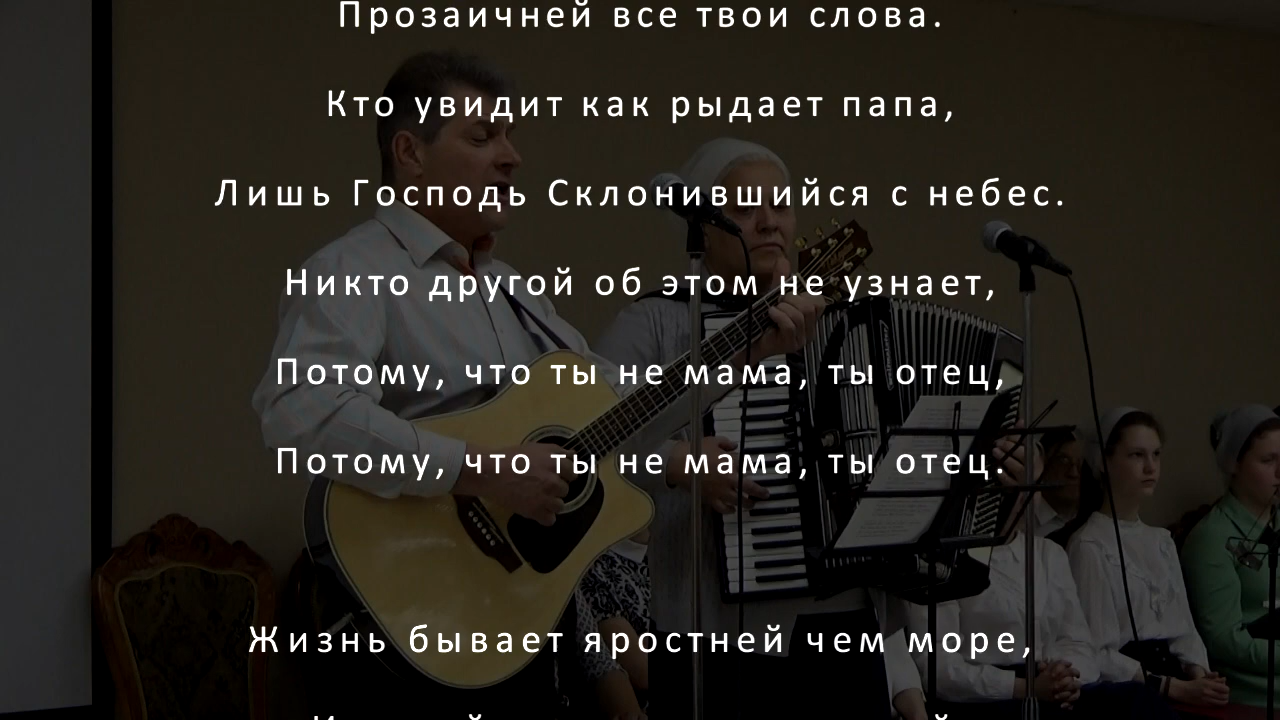 Прозаичней все твои слова.
Кто увидит как рыдает папа,
Лишь Господь Склонившийся с небес.
Никто другой об этом не узнает,
Потому, что ты не мама, ты отец,
Потому, что ты не мама, ты отец.
Жизнь бывает яростней чем море,